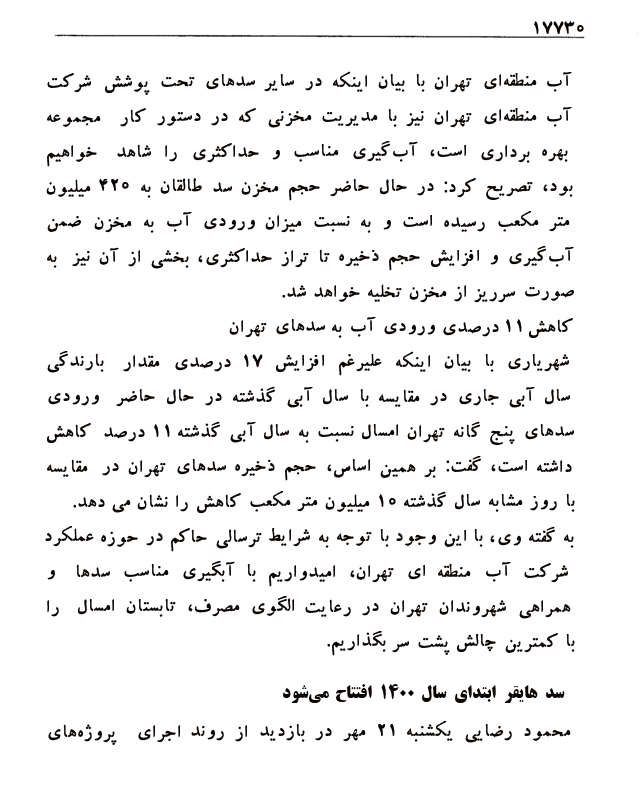 ۱۷۷۳۰
آب منطقه‌ای تهران با بیان اینکه در سایر سدهای تحت پوشش شرکت
آب منطقه‌ای تهران نیز با مدیریت مخزنی که در دستور کار مجموعه
بهره برداری است، آب‌گیری مناسب و حداکثری را شاهد خواهیم
بود، تصریح کرد: در حال حاضر حجم مخزن سد طالقان به ۴۲۰ میلیون
متر مکعب رسیده است و به نسبت میزان ورودی آب به مخزن ضمن
آب‌گیری و افزایش حجم ذخیره تا تراز حداکثری، بخشی از آن نیز به
صورت سرریز از مخزن تخلیه خواهد شد.
کاهش ۱۱ درصدی ورودی آب به سدهای تهران
شهریاری با بیان اینکه علیرغم افزایش ۱۷ درصدی مقدار بارندگی
سال آبی جاری در مقایسه با سال آبی گذشته در حال حاضر ورودی
سدهای پنج گانه تهران امسال نسبت به سال آبی گذشته ۱۱ درصد کاهش
داشته است، گفت: بر همین اساس، حجم ذخیره سدهای تهران در مقایسه
با روز مشابه سال گذشته ۱۵ میلیون متر مکعب کاهش را نشان می دهد.
به گفته وی، با این وجود با توجه به شرایط ترسالی حاکم در حوزه عملکرد
شرکت آب منطقه ای تهران، امیدواریم با آبگیری مناسب سدها و
همراهی شهروندان تهران در رعایت الگوی مصرف، تابستان امسال را
با کمترین چالش پشت سر بگذاریم.
سد هایقر ابتدای سال ۱۴۰۰ افتتاح می‌شود
محمود رضایی یکشنبه ۲۱ مهر در بازدید از روند اجرای پروژه‌های